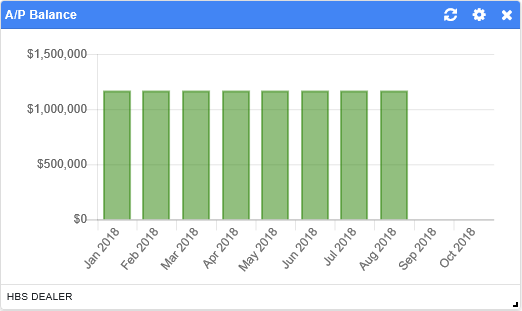 A/P Balance
$1,500,000
$1,000,000
$500,000
$0
Jan 2018
Feb 2018
Mar 2018
Apr 2018
May 2018
Jun 2018
Jul 2018
Aug 2018
Sep 2018
Oct 2018
HBS DEALER